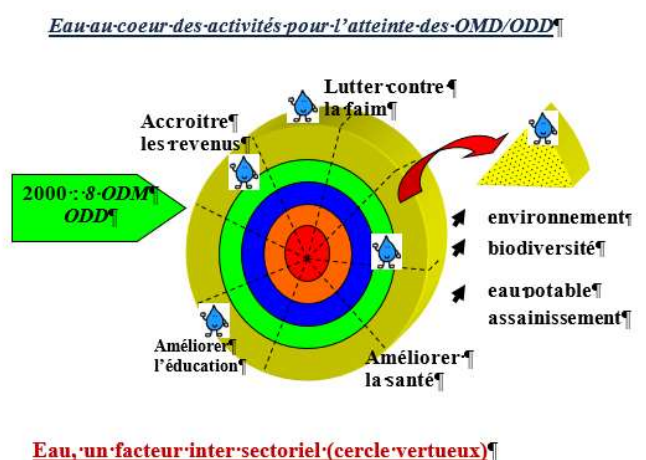 Eau au coeur des activités pour l’atteinte des OMD/ODD¶
Lutter contre¶
la faim¶
Accroitre¶
les revenus¶
2000 : 8 ODM¶
ODD¶
environnement¶
biodiversité¶
eau potable¶
assainissement¶
Améliorer¶
l’éducation¶
Améliorer ¶
la santé¶
Eau, un facteur inter sectoriel (cercle vertueux)¶